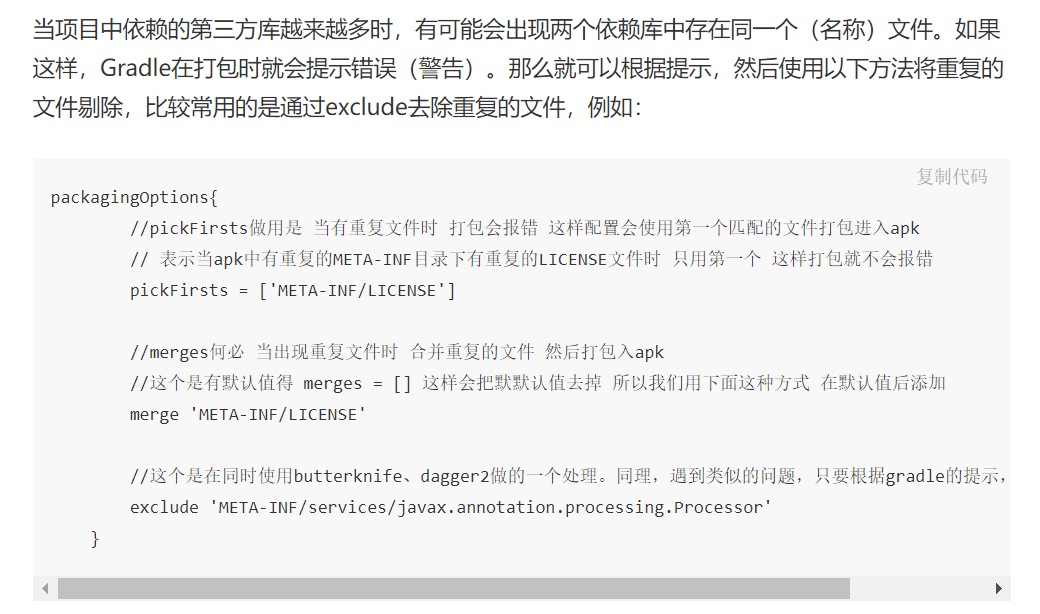 当项目中依赖的第三方库越来越多时，有可能会出现两个依赖库中存在同一个（名称）文件。如果
这样，Gradle在打包时就会提示错误（警告）。那么就可以根据提示，然后使用以下方法将重复的
文件剔除，比较常用的是通过exclude去除重复的文件，例如：
复制代码
packagingOptions{
//pickFirsts做用是 当有重复文件时 打包会报错 这样配置会使用第一个匹配的文件打包进入apk
// 表示当apk中有重复的META-INF目录下有重复的LICENSE文件时 只用第一个 这样打包就不会报错
pickFirsts = ['META-INF/LICENSE']
//merges何必 当出现重复文件时 合并重复的文件 然后打包入apk
//这个是有默认值得 merges = [] 这样会把默默认值去掉 所以我们用下面这种方式 在默认值后添加
merge 'META-INF/LICENSE'
//这个是在同时使用butterknife、dagger2做的一个处理。同理，遇到类似的问题，只要根据gradle的提示，
exclude 'META-INF/services/javax.annotation.processing.Processor'
}